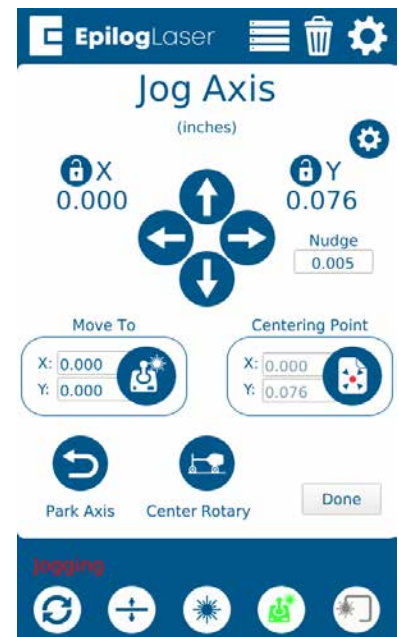 EpilogLaser
Jog Axis
(inches)
X
0.000
Y
0.076
Nudge
0.005
Move To
X: 0.000
Y: 0.000
Centering Point
X: 0.000
Y: 0.076
Park Axis
Center Rotary
Done
Jogging